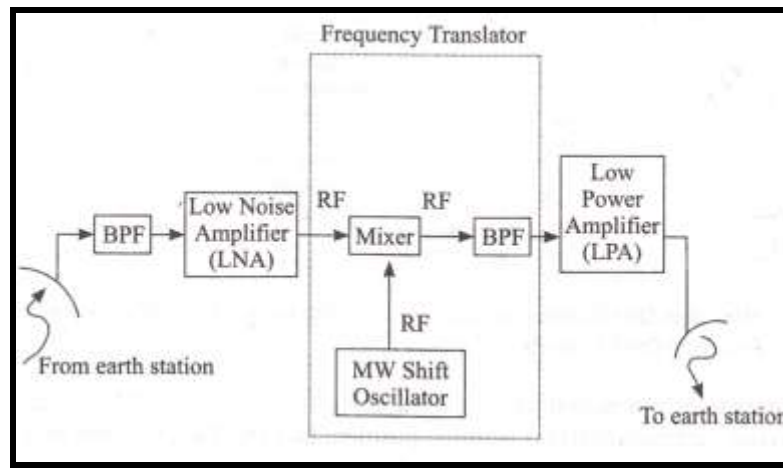 Frequency Translator
BPF
Low Noise
Amplifier
(LNA)
RF
Mixer
RF
BPF
Low
Power
Amplifier
(LPA)
RF
MW Shift
Oscillator
From earth station
To earth station